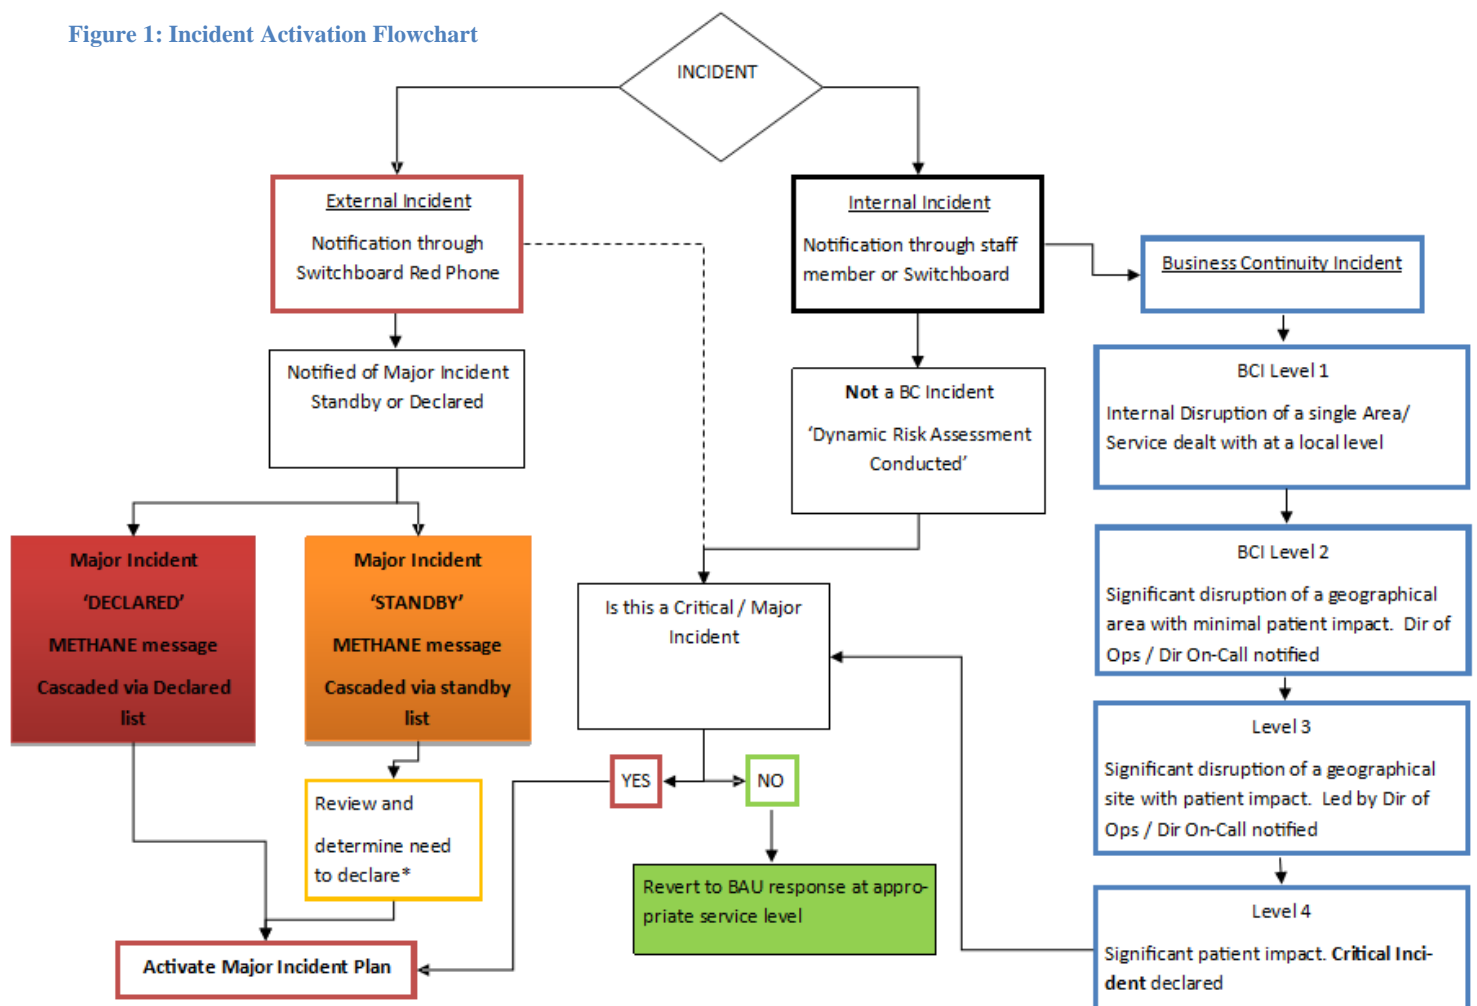 Figure 1: Incident Activation Flowchart
INCIDENT
External Incident
Notification through
Switchboard Red Phone
Internal Incident
Notification through staff
member or Switchboard
Business Continuity Incident
Notified of Major Incident
Standby or Declared
Not a BC Incident
‘Dynamic Risk Assessment
Conducted’
BCI Level 1
Internal Disruption of a single Area/
Service dealt with at a local level
Major Incident
‘DECLARED’
METHANE message
Cascaded via Declared
list
Major Incident
‘STANDBY’
METHANE message
Cascaded via standby
list
Is this a Critical / Major
Incident
BCI Level 2
Significant disruption of a geographical
area with minimal patient impact. Dir of
Ops / Dir On-Call notified
Level 3
Significant disruption of a geographical
site with patient impact. Led by Dir of
Ops / Dir On-Call notified
YES
NO
Review and
determine need
to declare*
Revert to BAU response at appro-
priate service level
Level 4
Significant patient impact. Critical Inci-
dent declared
Activate Major Incident Plan